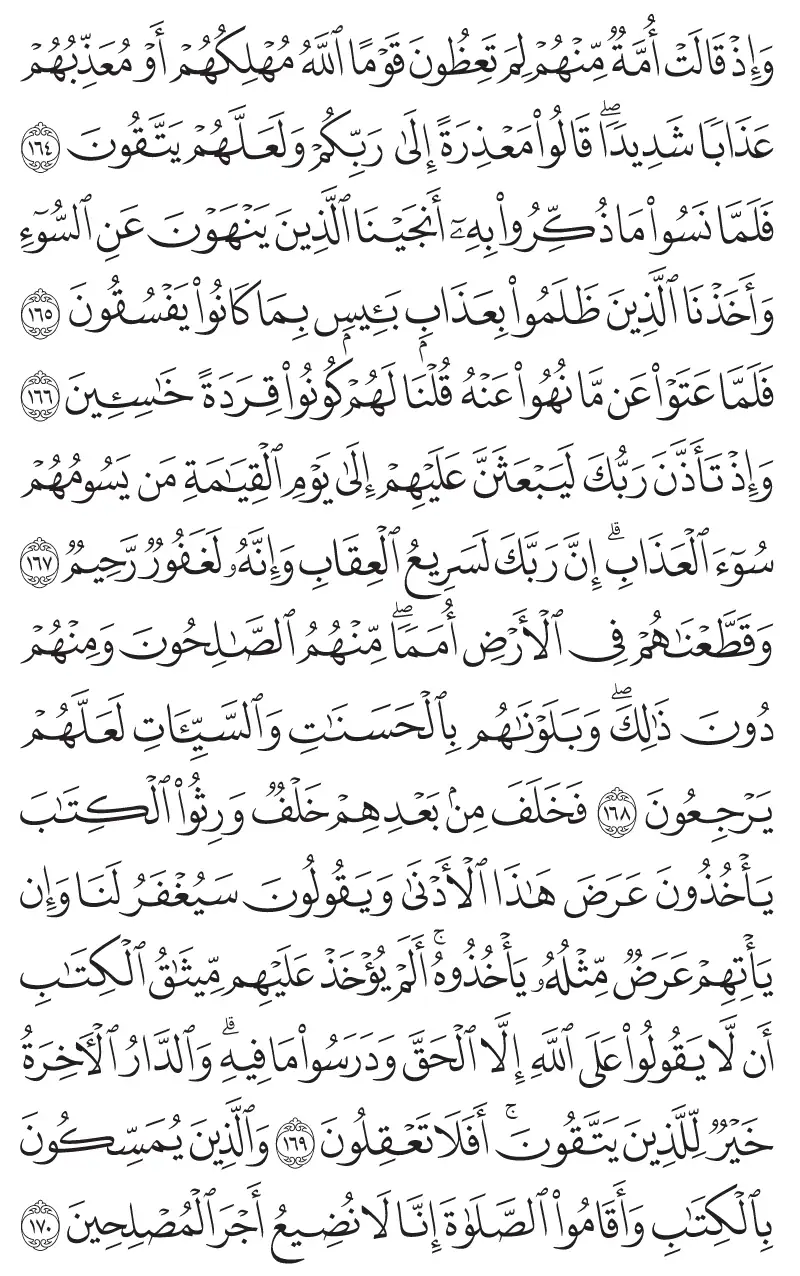 وَإِذۡ قَالَتۡ أُمَّةٞ مِّنۡهُمۡ لِمَ تَعِظُونَ قَوۡمًا ٱللَّهُ مُهۡلِكُهُمۡ أَوۡ مُعَذِّبُهُمۡ
عَذَابٗا شَدِيدٗاۖ قَالُواْ مَعۡذِرَةً إِلَىٰ رَبِّكُمۡ وَلَعَلَّهُمۡ يَتَّقُونَ ١٦٤
فَلَمَّا نَسُواْ مَا ذُكِّرُواْ بِهِۦٓ أَنجَيۡنَا ٱلَّذِينَ يَنۡهَوۡنَ عَنِ ٱلسُّوٓءِ
وَأَخَذۡنَا ٱلَّذِينَ ظَلَمُواْ بِعَذَابِۭ بَـِٔيسِۭ بِمَا كَانُواْ يَفۡسُقُونَ ١٦٥
فَلَمَّا عَتَوۡاْ عَن مَّا نُهُواْ عَنۡهُ قُلۡنَا لَهُمۡ كُونُواْ قِرَدَةً خَٰسِـِٔينَ ١٦٦
وَإِذۡ تَأَذَّنَ رَبُّكَ لَيَبۡعَثَنَّ عَلَيۡهِمۡ إِلَىٰ يَوۡمِ ٱلۡقِيَٰمَةِ مَن يَسُومُهُمۡ
سُوٓءَ ٱلۡعَذَابِۗ إِنَّ رَبَّكَ لَسَرِيعُ ٱلۡعِقَابِ وَإِنَّهُۥ لَغَفُورٞ رَّحِيمٞ ١٦٧
وَقَطَّعۡنَٰهُمۡ فِي ٱلۡأَرۡضِ أُمَمٗاۖ مِّنۡهُمُ ٱلصَّٰلِحُونَ وَمِنۡهُمۡ
دُونَ ذَٰلِكَۖ وَبَلَوۡنَٰهُم بِٱلۡحَسَنَٰتِ وَٱلسَّيِّـَٔاتِ لَعَلَّهُمۡ
يَرۡجِعُونَ ١٦٨ فَخَلَفَ مِنۢ بَعۡدِهِمۡ خَلۡفٞ وَرِثُواْ ٱلۡكِتَٰبَ
يَأۡخُذُونَ عَرَضَ هَٰذَا ٱلۡأَدۡنَىٰ وَيَقُولُونَ سَيُغۡفَرُ لَنَا وَإِن
يَأۡتِهِمۡ عَرَضٞ مِّثۡلُهُۥ يَأۡخُذُوهُۚ أَلَمۡ يُؤۡخَذۡ عَلَيۡهِم مِّيثَٰقُ ٱلۡكِتَٰبِ
أَن لَّا يَقُولُواْ عَلَى ٱللَّهِ إِلَّا ٱلۡحَقَّ وَدَرَسُواْ مَا فِيهِۗ وَٱلدَّارُ ٱلۡأٓخِرَةُ
خَيۡرٞ لِّلَّذِينَ يَتَّقُونَۚ أَفَلَا تَعۡقِلُونَ ١٦٩ وَٱلَّذِينَ يُمَسِّكُونَ
بِٱلۡكِتَٰبِ وَأَقَامُواْ ٱلصَّلَوٰةَ إِنَّا لَا نُضِيعُ أَجۡرَ ٱلۡمُصۡلِحِينَ ١٧٠